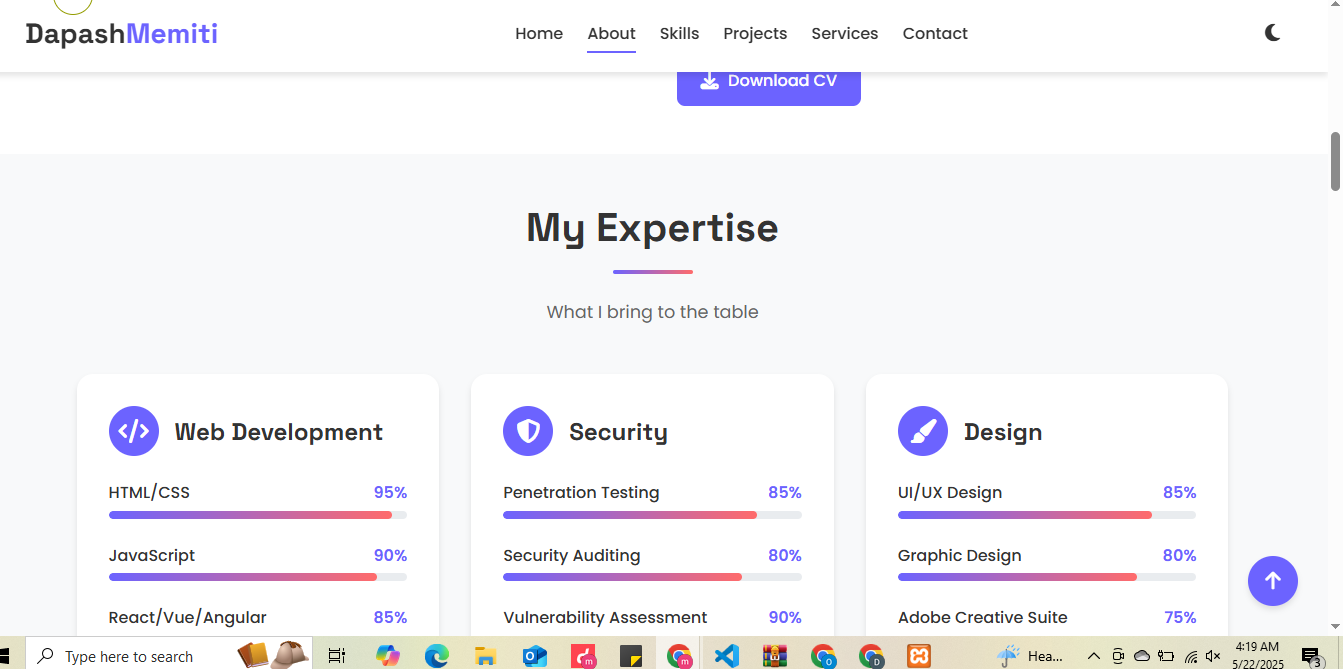 DapashMemiti
Home About Skills Projects Services Contact
Download CV
My Expertise
What I bring to the table
Web Development
HTML/CSS 95%
JavaScript 90%
React/Vue/Angular 85%
Security
Penetration Testing 85%
Security Auditing 80%
Vulnerability Assessment 90%
Design
UI/UX Design 85%
Graphic Design 80%
Adobe Creative Suite 75%
Type here to search
Hea...
4:19 AM
5/22/2025
3